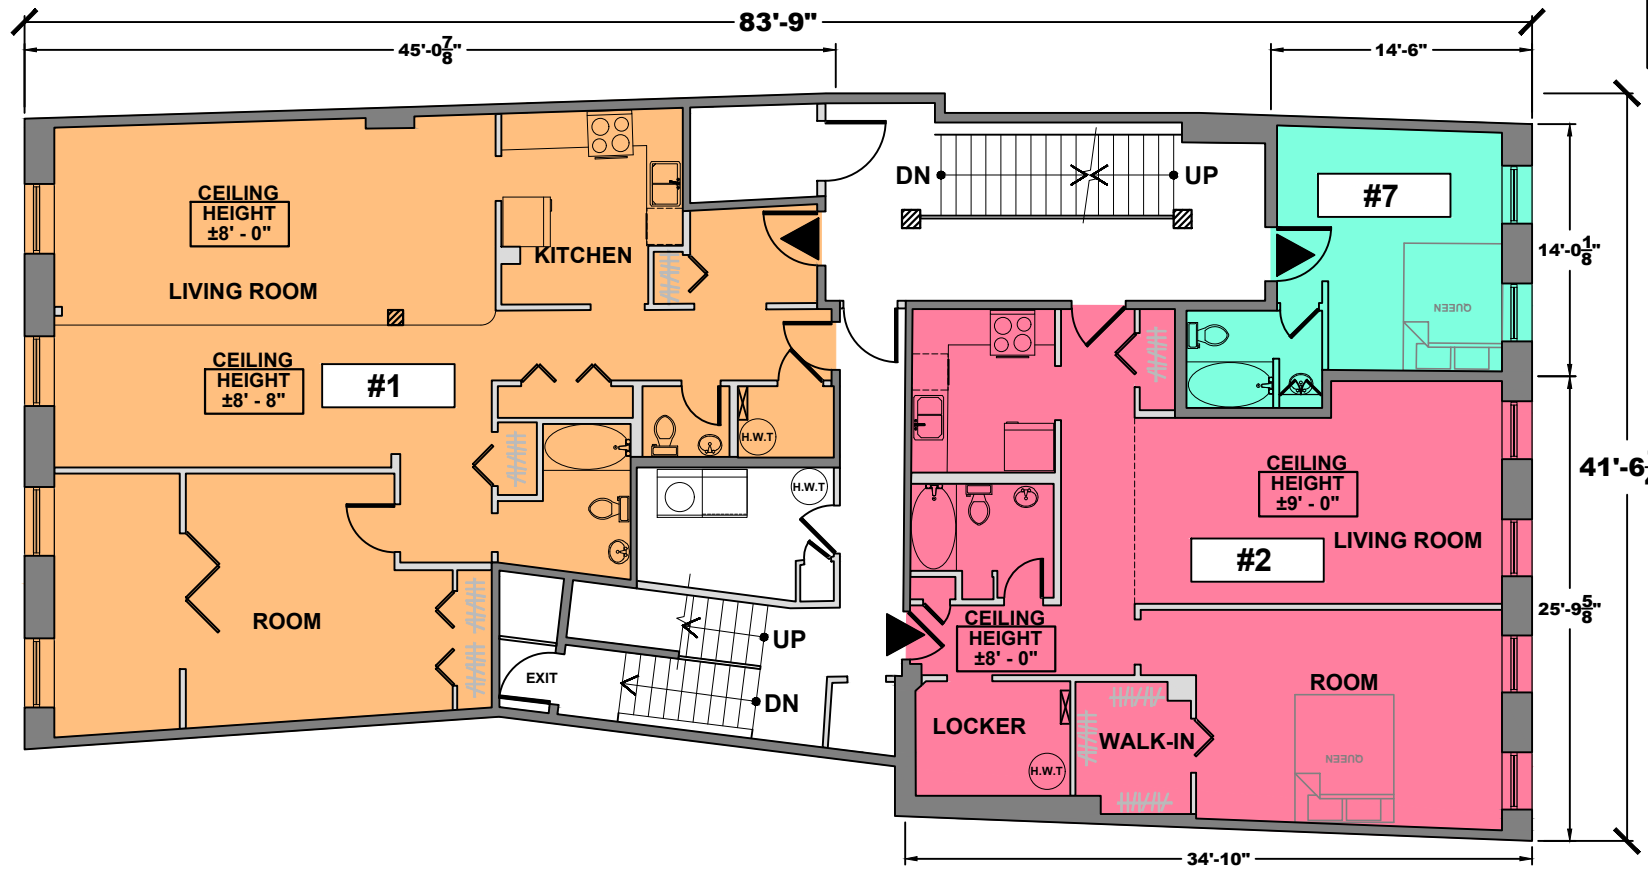 83'-9"
45'-0 7/8"
14'-6"
DN
UP
#7
CEILING
HEIGHT
±8' - 0"
KITCHEN
LIVING ROOM
14'-0 1/8"
QUEEN
CEILING
HEIGHT
±8' - 8"
#1
H.W.T
H.W.T
CEILING
HEIGHT
±9' - 0"
41'-6
LIVING ROOM
#2
ROOM
UP
CEILING
HEIGHT
±8' - 0"
25'-9 5/8"
EXIT
DN
ROOM
LOCKER
WALK-IN
QUEEN
H.W.T
34'-10"